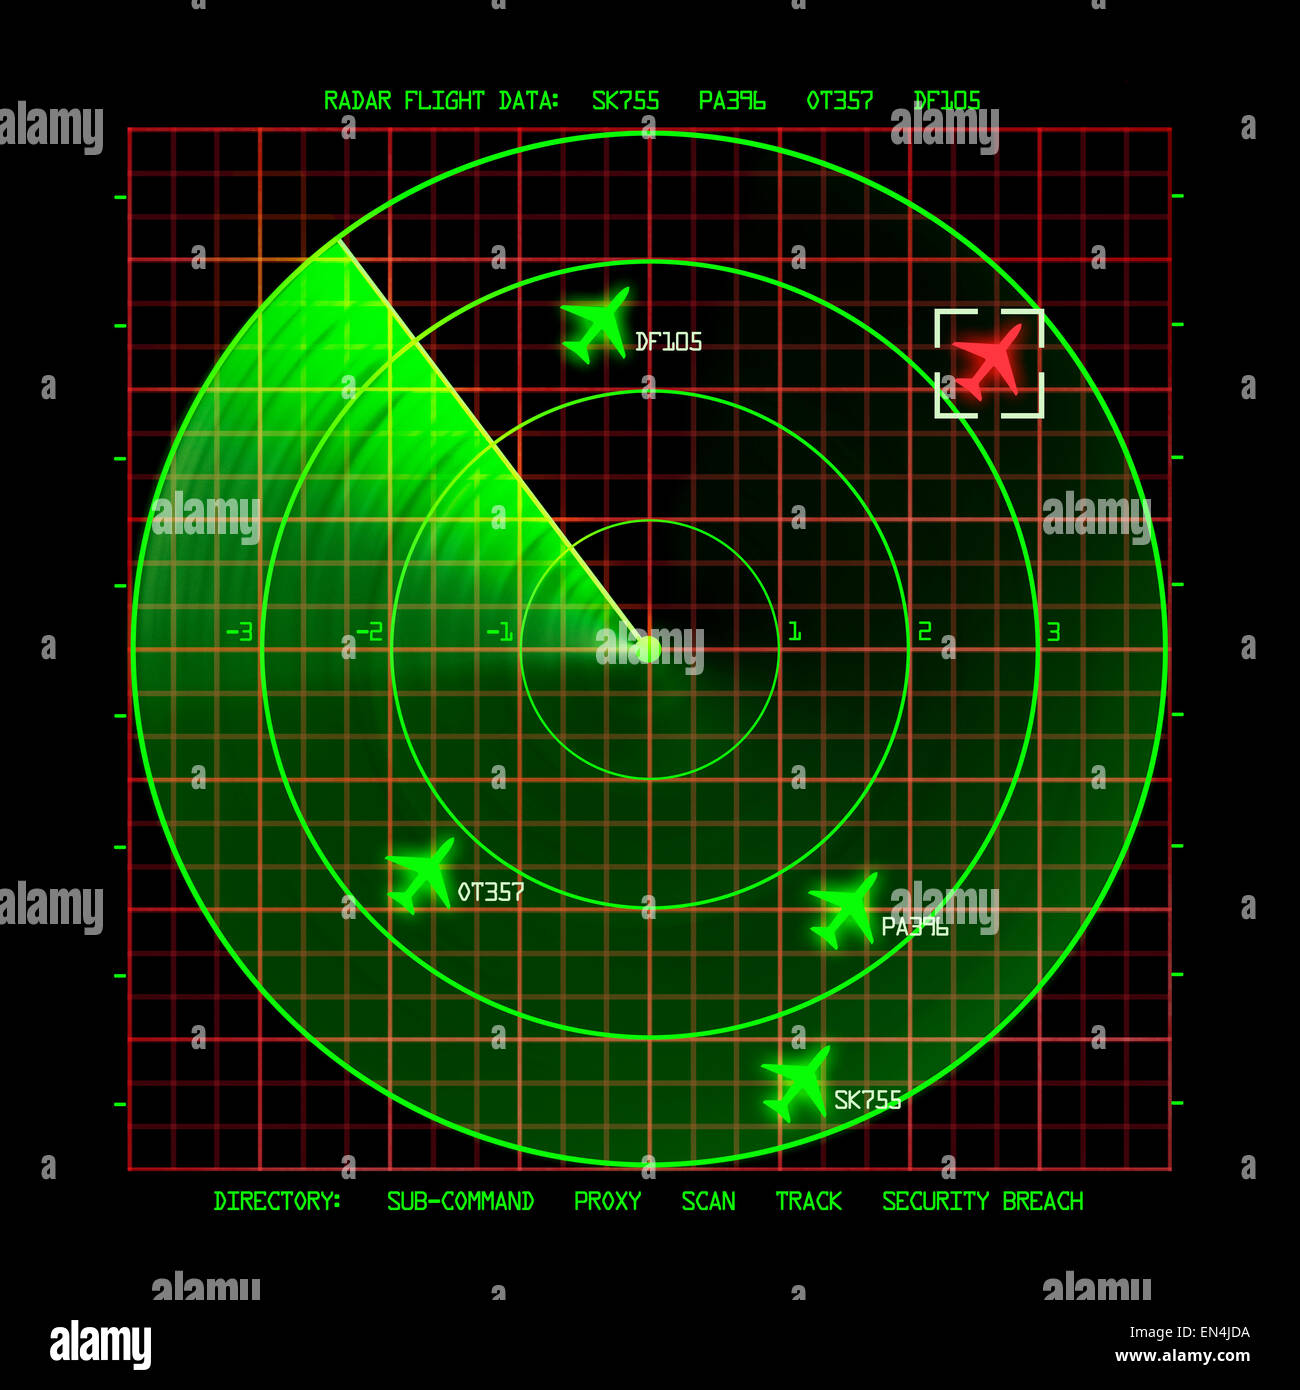 RADAR FLIGHT DATA: SK755 PA396 OT357 DF105
DF105
-3 -2 -1 1 2 3
OT357
PA396
SK755
DIRECTORY: SUB-COMMAND PROXY SCAN TRACK SECURITY BREACH
alamy
Image ID: EN4JDA
www.alamy.com